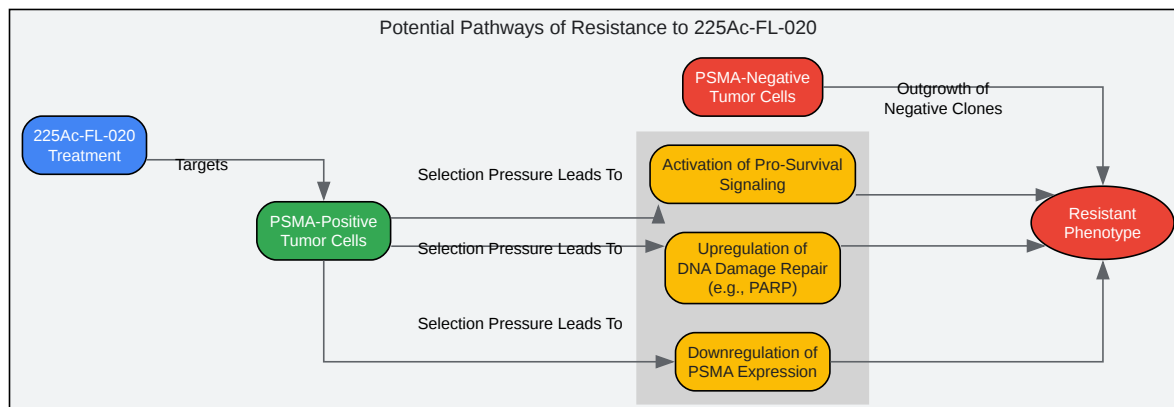 Potential Pathways of Resistance to 225Ac-FL-020
PSMA-Negative
Tumor Cells
Outgrowth of
Negative Clones
225Ac-FL-020
Treatment
Targets
Selection Pressure Leads To
Activation of Pro-Survival
Signaling
PSMA-Positive
Tumor Cells
Resistant
Phenotype
Selection Pressure Leads To
Upregulation of
DNA Damage Repair
(e.g., PARP)
Selection Pressure Leads To
Downregulation of
PSMA Expression